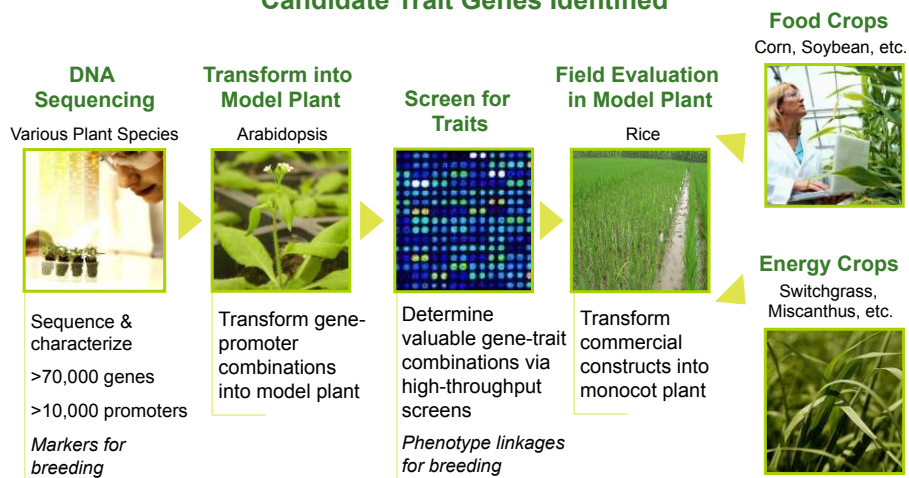 Candidate Trait Genes Identified
DNA
Sequencing
Various Plant Species
Sequence &
characterize
>70,000 genes
>10,000 promoters
Markers for
breeding
Transform into
Model Plant
Arabidopsis
Transform gene-
promoter
combinations
into model plant
Screen for
Traits
Determine
valuable gene-trait
combinations via
high-throughput
screens
Phenotype linkages
for breeding
Field Evaluation
in Model Plant
Rice
Transform
commercial
constructs into
monocot plant
Food Crops
Corn, Soybean, etc.
Energy Crops
Switchgrass,
Miscanthus, etc.